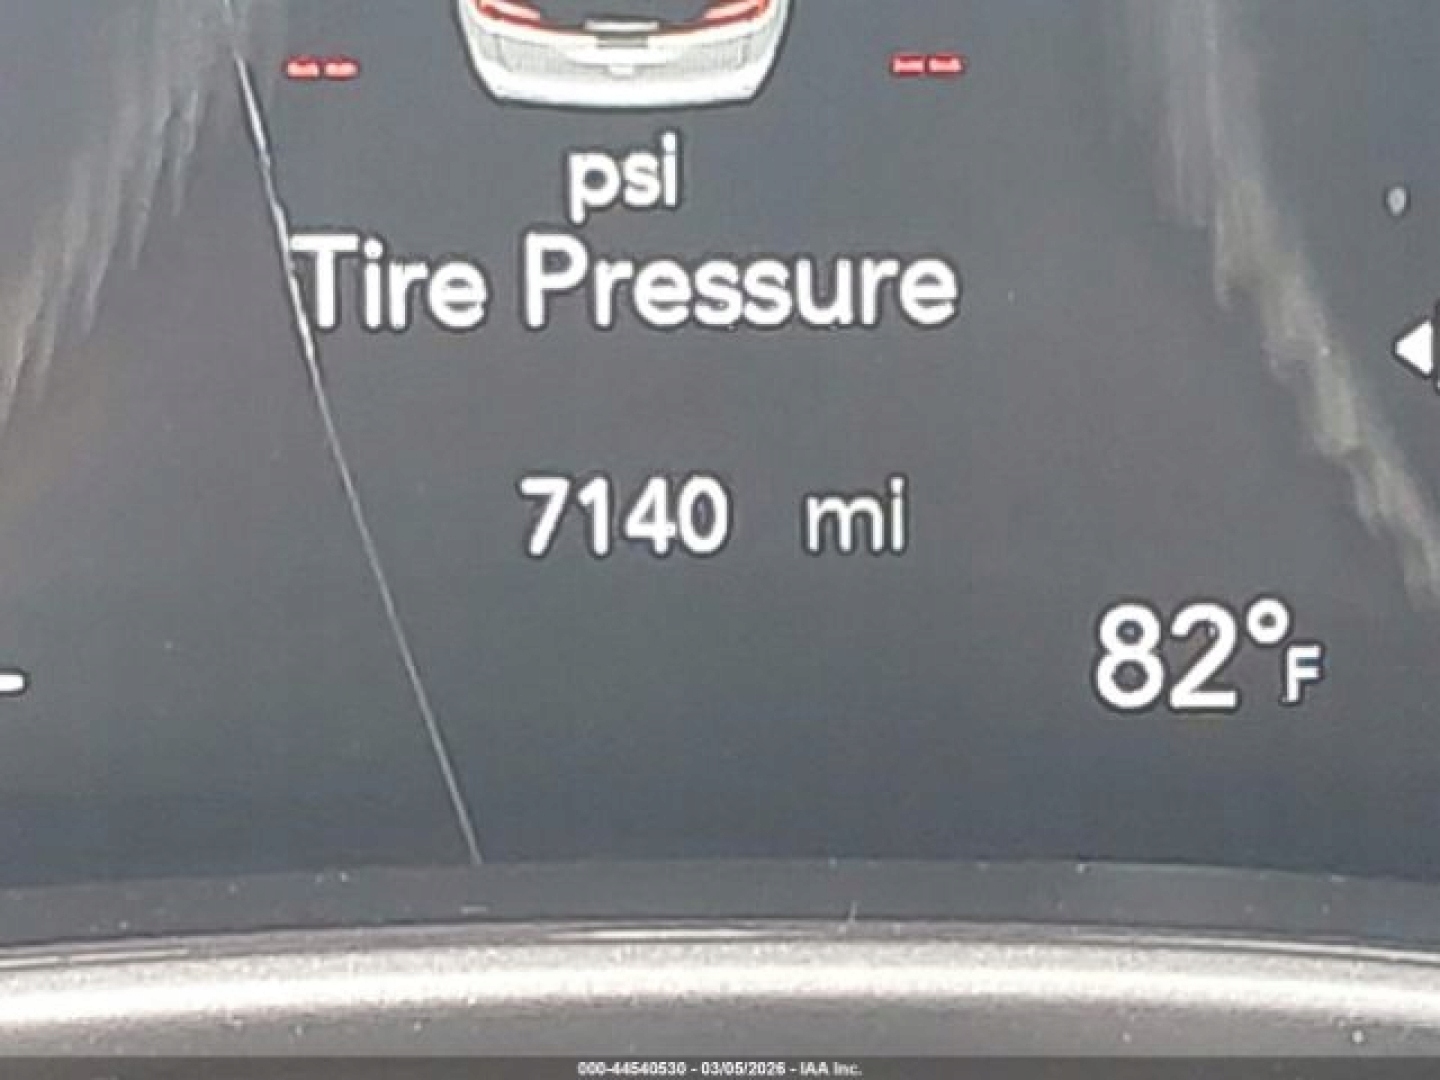 -- --
psi
Tire Pressure
7140 mi
82°F
000-44540530 - 03/05/2026 - IAA Inc.